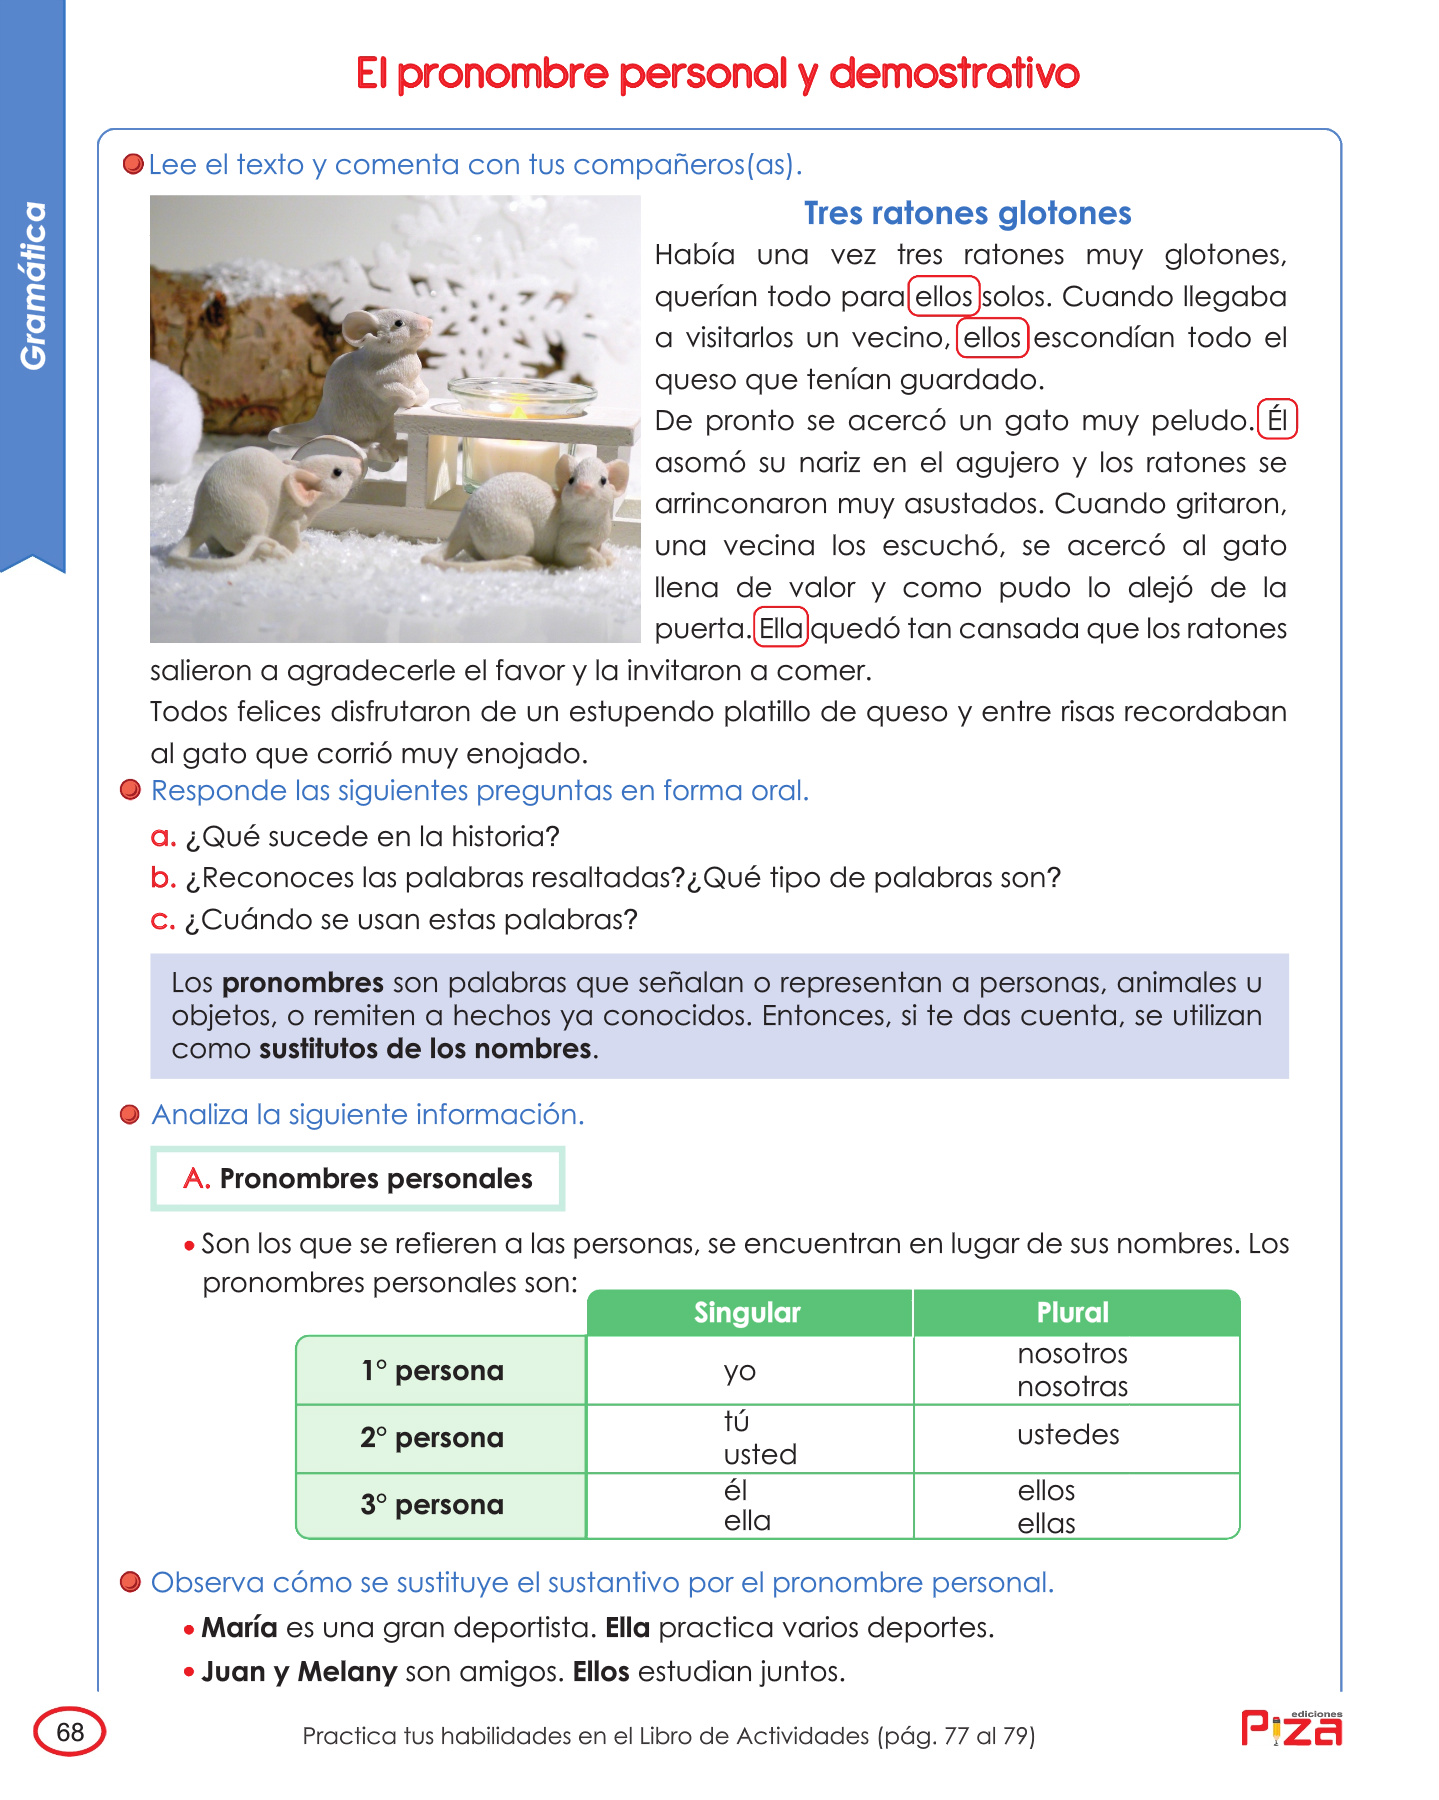 El pronombre personal y demostrativo
Gramática
Lee el texto y comenta con tus compañeros(as).
Tres ratones glotones
Había una vez tres ratones muy glotones,
querían todo para ellos solos. Cuando llegaba
a visitarlos un vecino, ellos escondían todo el
queso que tenían guardado.
De pronto se acercó un gato muy peludo. Él
asomó su nariz en el agujero y los ratones se
arrinconaron muy asustados. Cuando gritaron,
una vecina los escuchó, se acercó al gato
llena de valor y como pudo lo alejó de la
puerta. Ella quedó tan cansada que los ratones
salieron a agradecerle el favor y la invitaron a comer.
Todos felices disfrutaron de un estupendo platillo de queso y entre risas recordaban
al gato que corrió muy enojado.
Responde las siguientes preguntas en forma oral.
a. ¿Qué sucede en la historia?
b. ¿Reconoces las palabras resaltadas?¿Qué tipo de palabras son?
c. ¿Cuándo se usan estas palabras?
Los pronombres son palabras que señalan o representan a personas, animales u
objetos, o remiten a hechos ya conocidos. Entonces, si te das cuenta, se utilizan
como sustitutos de los nombres.
Analiza la siguiente información.
A. Pronombres personales
• Son los que se refieren a las personas, se encuentran en lugar de sus nombres. Los
pronombres personales son:
Singular Plural
1° persona yo nosotros
nosotras
2° persona tú
usted ustedes
3° persona él ellos
ella ellas
Observa cómo se sustituye el sustantivo por el pronombre personal.
• María es una gran deportista. Ella practica varios deportes.
• Juan y Melany son amigos. Ellos estudian juntos.
68
Practica tus habilidades en el Libro de Actividades (pág. 77 al 79)
ediciones
Piza